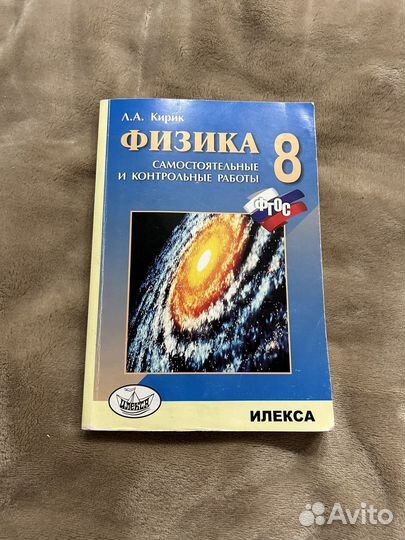 Л.А. Кирик
ФИЗИКА
8
САМОСТОЯТЕЛЬНЫЕ
И КОНТРОЛЬНЫЕ РАБОТЫ
ФГОС
ИЛЕКСА
ИЛЕКСА
Avito